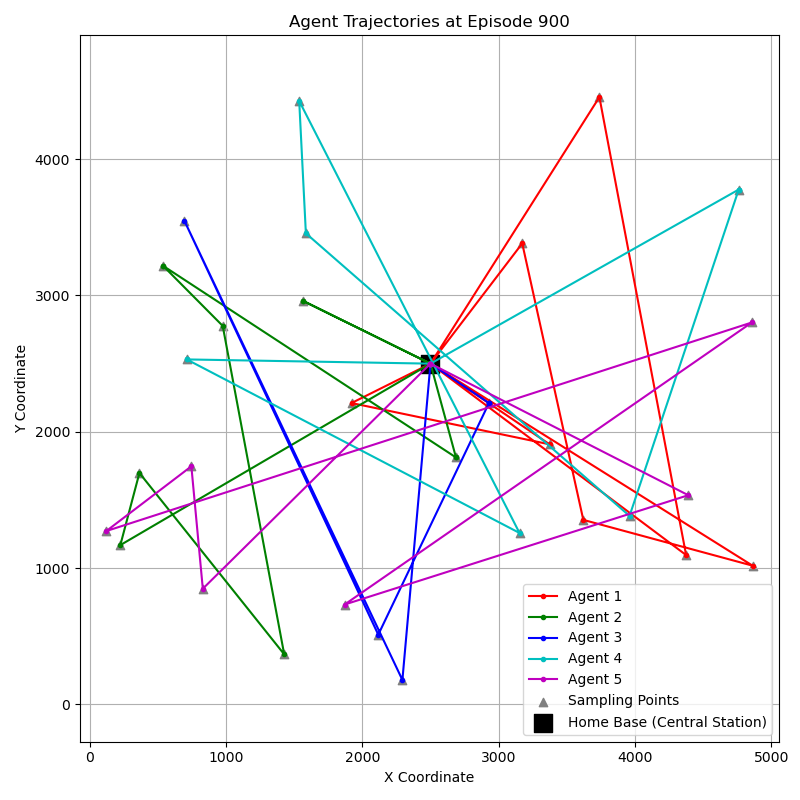 Agent Trajectories at Episode 900
Y Coordinate
4000
3000
2000
1000
0
Agent 1
Agent 2
Agent 3
Agent 4
Agent 5
Sampling Points
Home Base (Central Station)
0 1000 2000 3000 4000 5000
X Coordinate